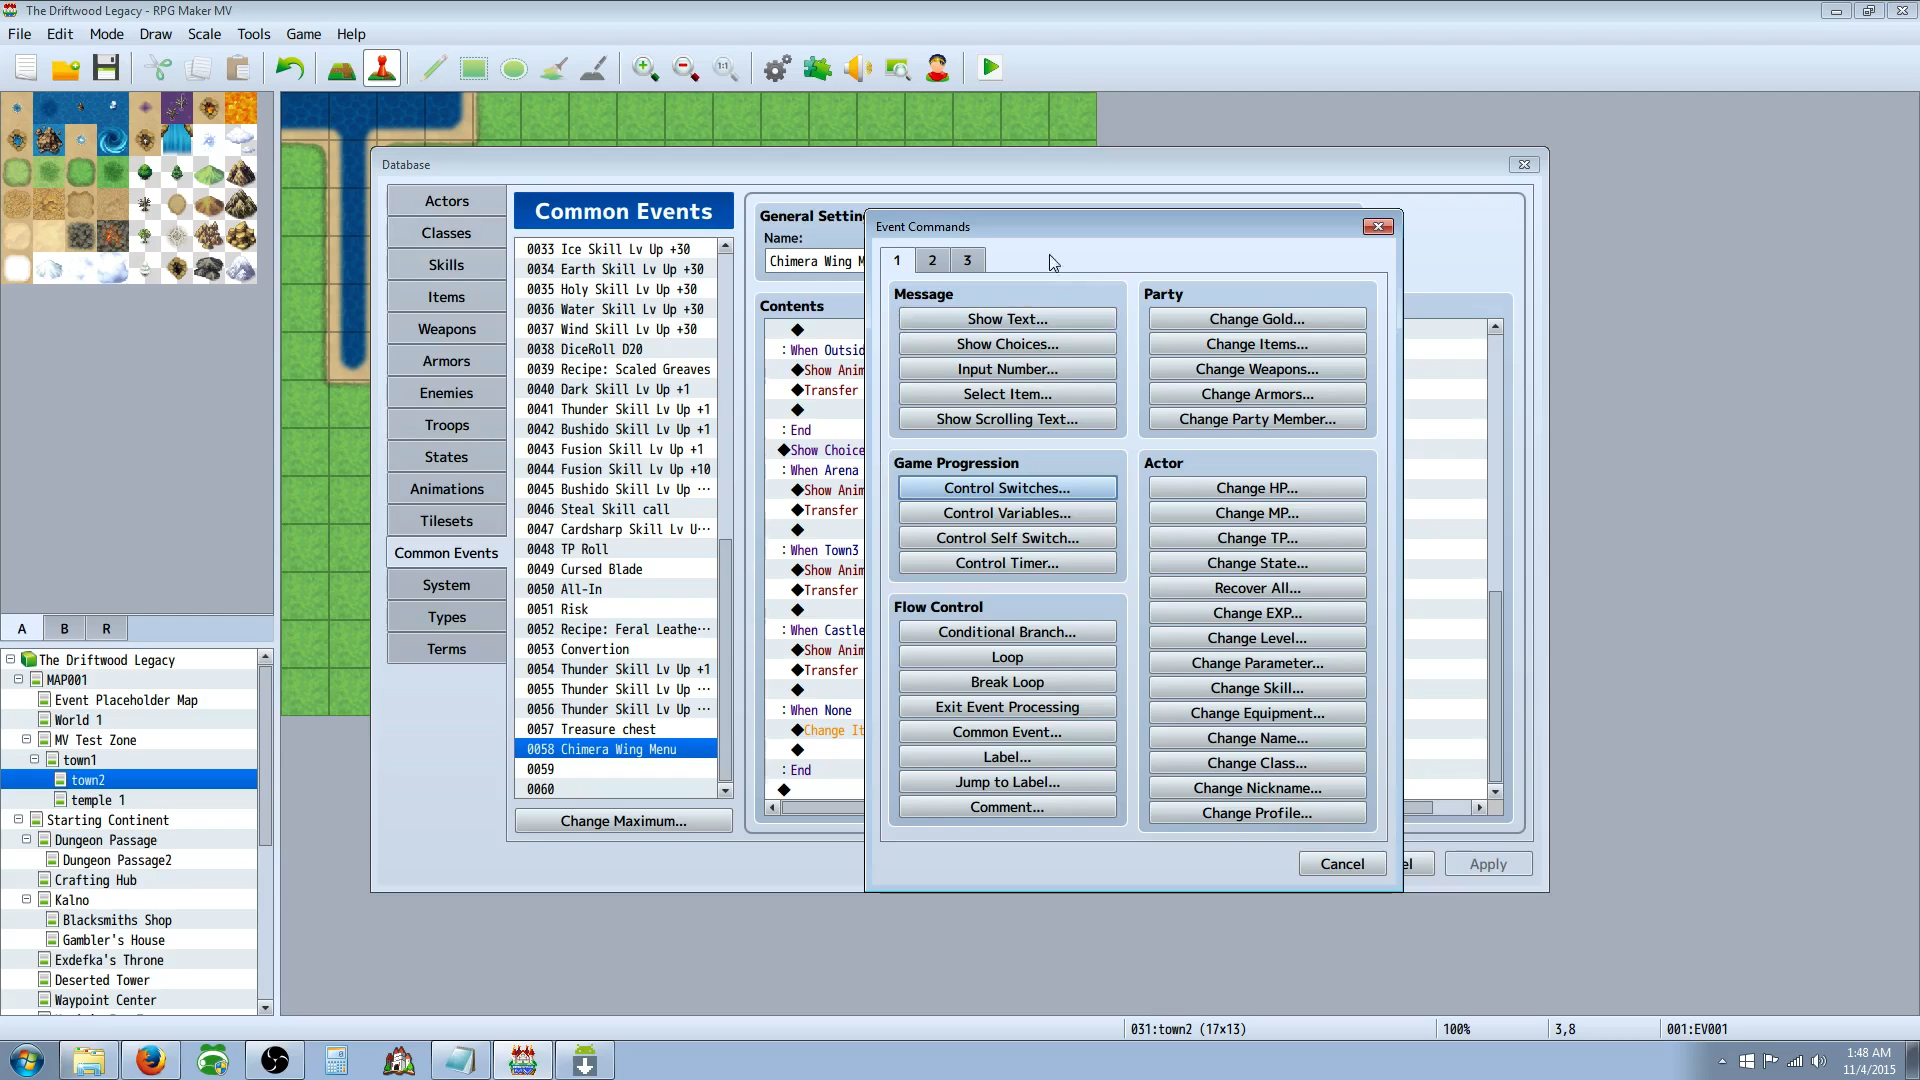 The Driftwood Legacy - RPG Maker MV
File Edit Mode Draw Scale Tools Game Help
1:1
Database
Actors
Classes
Skills
Items
Weapons
Armors
Enemies
Troops
States
Animations
Tilesets
Common Events
System
Types
Terms
Common Events
0033 Ice Skill Lv Up +30
0034 Earth Skill Lv Up +30
0035 Holy Skill Lv Up +30
0036 Water Skill Lv Up +30
0037 Wind Skill Lv Up +30
0038 DiceRoll D20
0039 Recipe: Scaled Greaves
0040 Dark Skill Lv Up +1
0041 Thunder Skill Lv Up +1
0042 Bushido Skill Lv Up +1
0043 Fusion Skill Lv Up +1
0044 Fusion Skill Lv Up +10
0045 Bushido Skill Lv Up ···
0046 Steal Skill call
0047 Cardsharp Skill Lv U···
0048 TP Roll
0049 Cursed Blade
0050 All-In
0051 Risk
0052 Recipe: Feral Leathe···
0053 Convertion
0054 Thunder Skill Lv Up +1
0055 Thunder Skill Lv Up ···
0056 Thunder Skill Lv Up ···
0057 Treasure chest
0058 Chimera Wing Menu
0059
0060
Change Maximum...
General Settin
Name:
Chimera Wing M
Contents
◆
: When Outsid
◆Show Anim
◆Transfer
◆
: End
◆Show Choice
: When Arena
◆Show Anim
◆Transfer
◆
: When Town3
◆Show Anim
◆Transfer
◆
: When Castle
◆Show Anim
◆Transfer
◆
: When None
◆Change It
◆
: End
◆
Event Commands
1 2 3
Message
Show Text...
Show Choices...
Input Number...
Select Item...
Show Scrolling Text...
Game Progression
Control Switches...
Control Variables...
Control Self Switch...
Control Timer...
Flow Control
Conditional Branch...
Loop
Break Loop
Exit Event Processing
Common Event...
Label...
Jump to Label...
Comment...
Party
Change Gold...
Change Items...
Change Weapons...
Change Armors...
Change Party Member...
Actor
Change HP...
Change MP...
Change TP...
Change State...
Recover All...
Change EXP...
Change Level...
Change Parameter...
Change Skill...
Change Equipment...
Change Name...
Change Class...
Change Nickname...
Change Profile...
Cancel
el
Apply
A B R
The Driftwood Legacy
MAP001
Event Placeholder Map
World 1
MV Test Zone
town1
town2
temple 1
Starting Continent
Dungeon Passage
Dungeon Passage2
Crafting Hub
Kalno
Blacksmiths Shop
Gambler's House
Exdefka's Throne
Deserted Tower
Waypoint Center
031:town2 (17x13)
100%
3,8
001:EV001
1:48 AM
11/4/2015